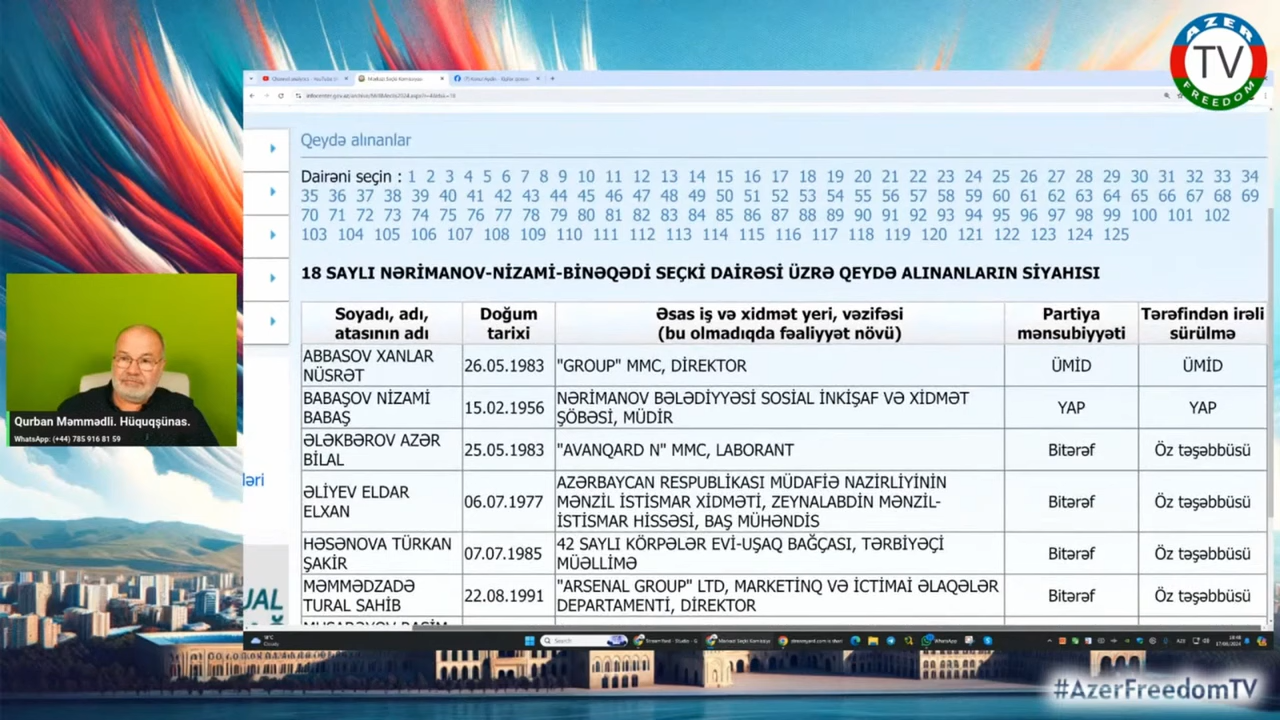 AZER
TV
FREEDOM
Qeydə alınanlar
Dairəni seçin : 1 2 3 4 5 6 7 8 9 10 11 12 13 14 15 16 17 18 19 20 21 22 23 24 25 26 27 28 29 30 31 32 33 34
35 36 37 38 39 40 41 42 43 44 45 46 47 48 49 50 51 52 53 54 55 56 57 58 59 60 61 62 63 64 65 66 67 68 69
70 71 72 73 74 75 76 77 78 79 80 81 82 83 84 85 86 87 88 89 90 91 92 93 94 95 96 97 98 99 100 101 102
103 104 105 106 107 108 109 110 111 112 113 114 115 116 117 118 119 120 121 122 123 124 125
18 SAYLI NƏRİMANOV-NİZAMİ-BİNƏQƏDİ SEÇKİ DAİRƏSİ ÜZRƏ QEYDƏ ALINANLARIN SİYAHISI
Soyadı, adı, atasının adı Doğum tarixi Əsas iş və xidmət yeri, vəzifəsi (bu olmadıqda fəaliyyət növü) Partiya mənsubiyyəti Tərəfindən irəli sürülmə
ABBASOV XANLAR NÜSRƏT 26.05.1983 "GROUP" MMC, DİREKTOR ÜMİD ÜMİD
BABAŞOV NİZAMİ BABAŞ 15.02.1956 NƏRİMANOV BƏLƏDİYYƏSİ SOSİAL İNKİŞAF VƏ XİDMƏT ŞÖBƏSİ, MÜDİR YAP YAP
ƏLƏKBƏROV AZƏR BİLAL 25.05.1983 "AVANQARD N" MMC, LABORANT Bitərəf Öz təşəbbüsü
ƏLİYEV ELDAR ELXAN 06.07.1977 AZƏRBAYCAN RESPUBLİKASI MÜDAFİƏ NAZİRLİYİNİN MƏNZİL İSTİSMAR XİDMƏTİ, ZEYNALABDİN MƏNZİL-İSTİSMAR HİSSƏSİ, BAŞ MÜHƏNDİS Bitərəf Öz təşəbbüsü
HƏSƏNOVA TÜRKAN ŞAKİR 07.07.1985 42 SAYLI KÖRPƏLƏR EVİ-UŞAQ BAĞÇASI, TƏRBİYƏÇİ MÜƏLLİMƏ Bitərəf Öz təşəbbüsü
MƏMMƏDZADƏ TURAL SAHİB 22.08.1991 "ARSENAL GROUP" LTD, MARKETİNQ VƏ İCTİMAİ ƏLAQƏLƏR DEPARTAMENTİ, DİREKTOR Bitərəf Öz təşəbbüsü
Qurban Məmmədli. Hüquqşünas.
WhatsApp: (+44) 785 916 81 59
ləri
UAL
Search
WhatsApp
#AzerFreedomTV